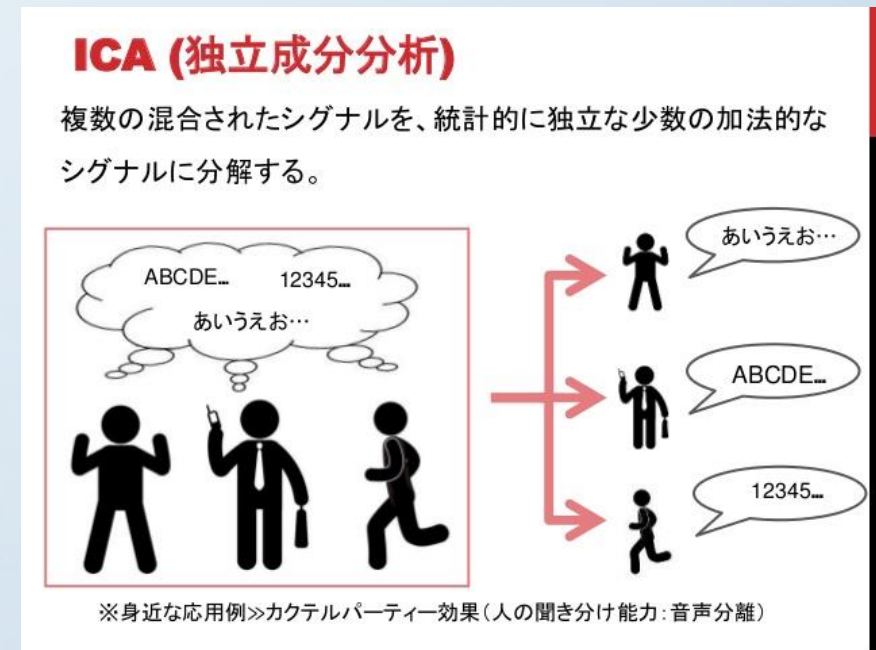 ICA (独立成分分析)
複数の混合されたシグナルを、統計的に独立な少数の加法的な
シグナルに分解する。
ABCDE… 12345…
あいうえお…
あいうえお…
ABCDE…
12345…
※身近な応用例≫カクテルパーティー効果(人の聞き分け能力:音声分離)